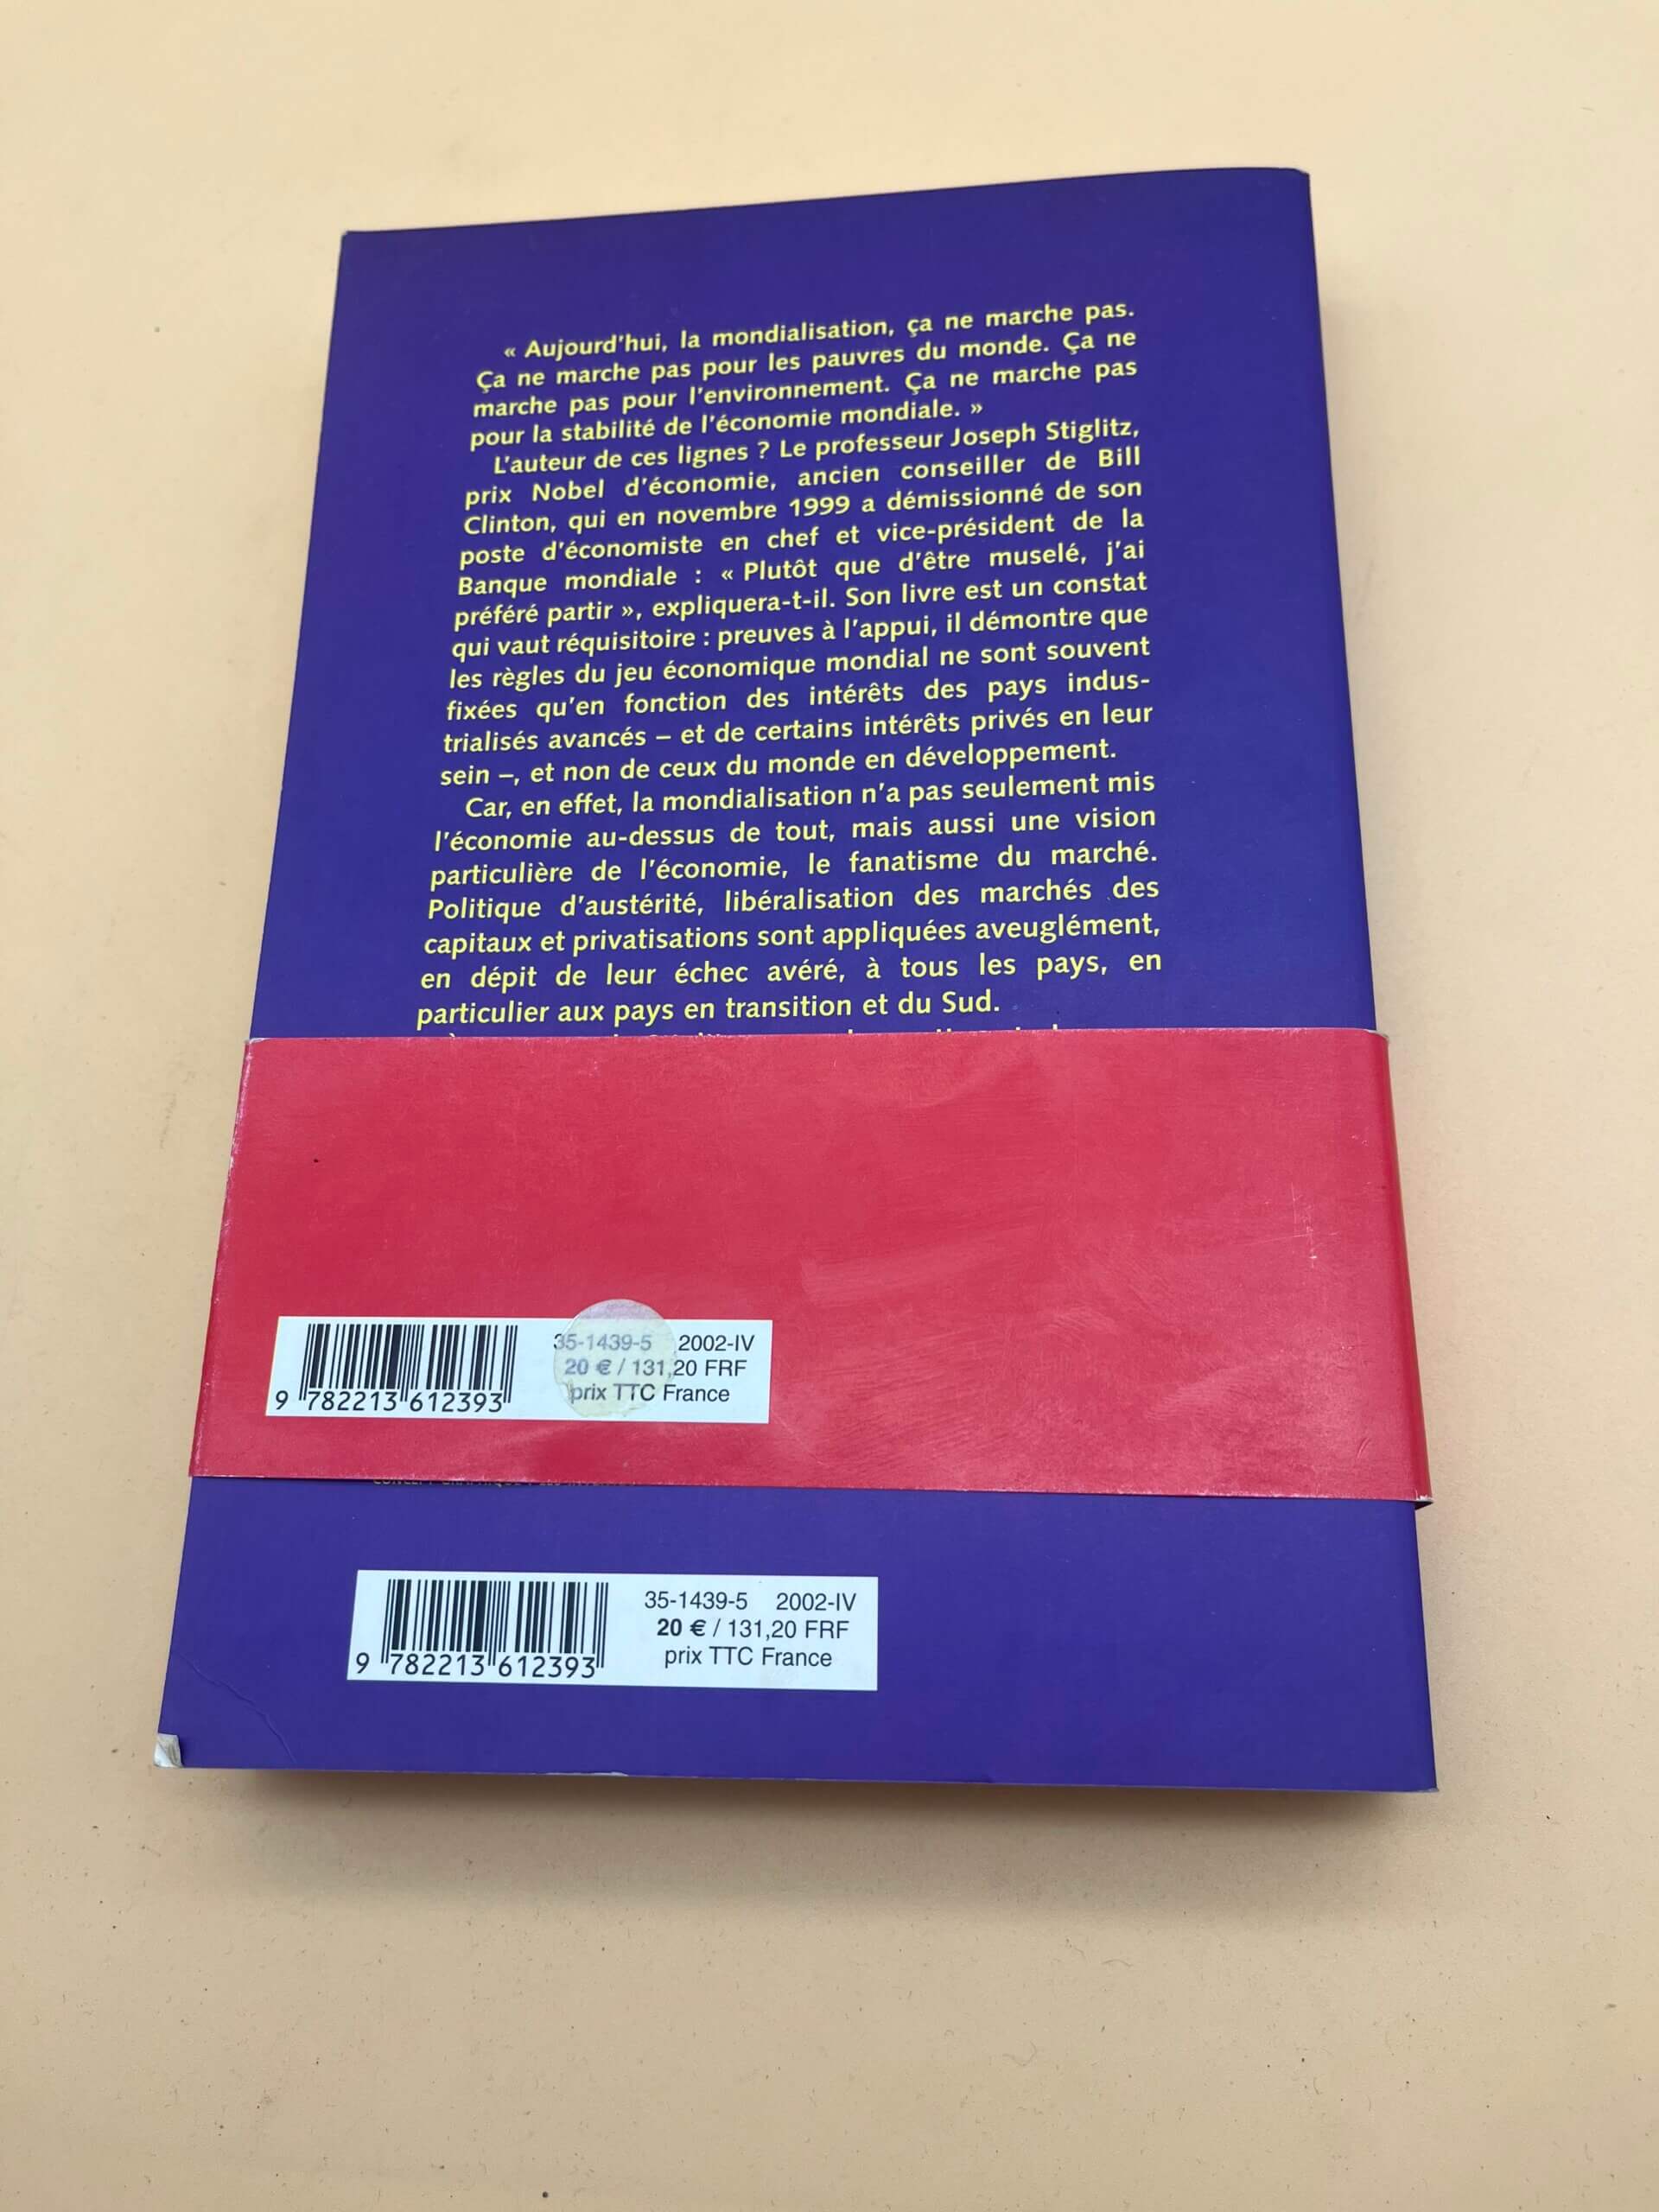 « Aujourd'hui, la mondialisation, ça ne marche pas.
Ça ne marche pas pour les pauvres du monde. Ça ne
marche pas pour l'environnement. Ça ne marche pas
pour la stabilité de l'économie mondiale. »
L'auteur de ces lignes ? Le professeur Joseph Stiglitz,
prix Nobel d'économie, ancien conseiller de Bill
Clinton, qui en novembre 1999 a démissionné de son
poste d'économiste en chef et vice-président de la
Banque mondiale : « Plutôt que d'être muselé, j'ai
préféré partir », expliquera-t-il. Son livre est un constat
qui vaut réquisitoire : preuves à l'appui, il démontre que
les règles du jeu économique mondial ne sont souvent
fixées qu'en fonction des intérêts des pays indus-
trialisés avancés – et de certains intérêts privés en leur
sein –, et non de ceux du monde en développement.
Car, en effet, la mondialisation n'a pas seulement mis
l'économie au-dessus de tout, mais aussi une vision
particulière de l'économie, le fanatisme du marché.
Politique d'austérité, libéralisation des marchés des
capitaux et privatisations sont appliquées aveuglément,
en dépit de leur échec avéré, à tous les pays, en
particulier aux pays en transition et du Sud.
35-1439-5 2002-IV
20 € / 131,20 FRF
prix TTC France
9 782213 612393
35-1439-5 2002-IV
20 € / 131,20 FRF
prix TTC France
9 782213 612393